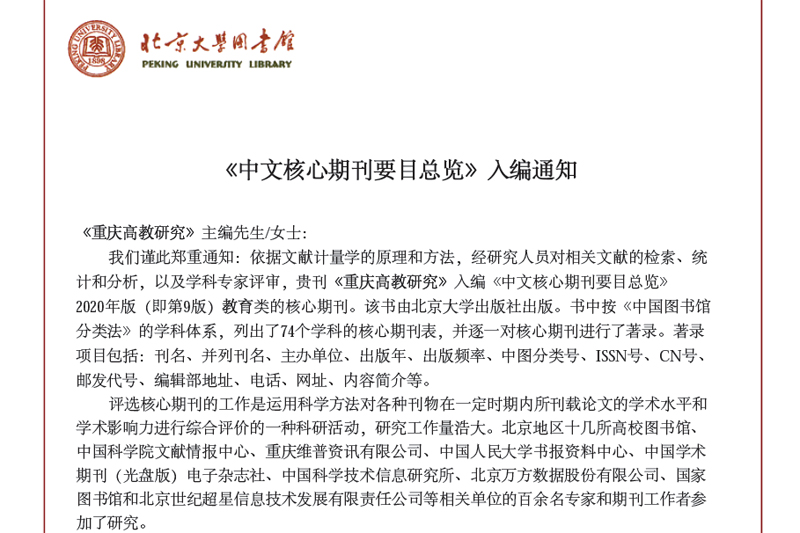 PEKING UNIVERSITY LIBRARY
1898
北京大學图书馆
PEKING UNIVERSITY LIBRARY
《中文核心期刊要目总览》入编通知
《重庆高教研究》主编先生/女士：
我们谨此郑重通知：依据文献计量学的原理和方法，经研究人员对相关文献的检索、统
计和分析，以及学科专家评审，贵刊《重庆高教研究》入编《中文核心期刊要目总览》
2020年版（即第9版）教育类的核心期刊。该书由北京大学出版社出版。书中按《中国图书馆
分类法》的学科体系，列出了74个学科的核心期刊表，并逐一对核心期刊进行了著录。著录
项目包括：刊名、并列刊名、主办单位、出版年、出版频率、中图分类号、ISSN号、CN号、
邮发代号、编辑部地址、电话、网址、内容简介等。
评选核心期刊的工作是运用科学方法对各种刊物在一定时期内所刊载论文的学术水平和
学术影响力进行综合评价的一种科研活动，研究工作量浩大。北京地区十几所高校图书馆、
中国科学院文献情报中心、重庆维普资讯有限公司、中国人民大学书报资料中心、中国学术
期刊（光盘版）电子杂志社、中国科学技术信息研究所、北京万方数据股份有限公司、国家
图书馆和北京世纪超星信息技术发展有限责任公司等相关单位的百余名专家和期刊工作者参
加了研究。